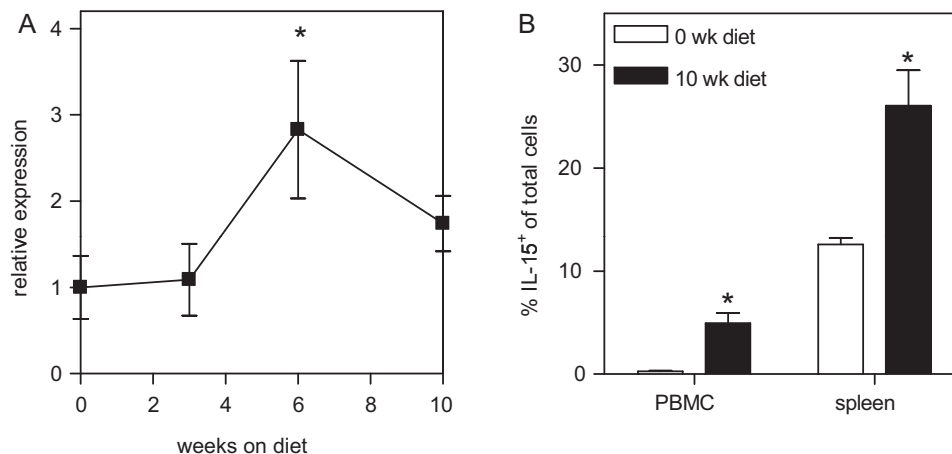 A
relative expression
4
3
2
1
0
*
0 2 4 6 8 10
weeks on diet
B
% IL-15⁺ of total cells
30
20
10
0
0 wk diet
10 wk diet
*
*
PBMC spleen